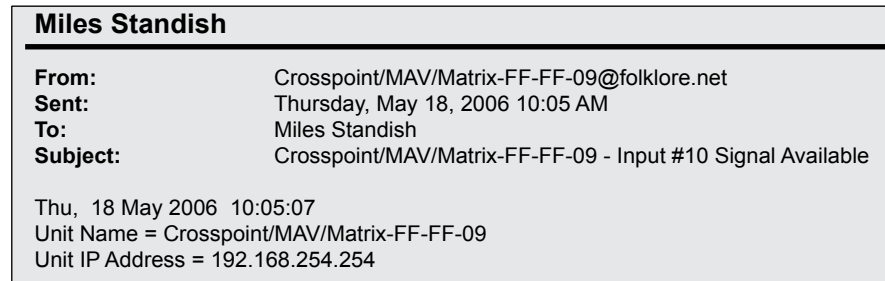 Miles Standish
From: Crosspoint/MAV/Matrix-FF-FF-09@folklore.net
Sent: Thursday, May 18, 2006 10:05 AM
To: Miles Standish
Subject: Crosspoint/MAV/Matrix-FF-FF-09 - Input #10 Signal Available
Thu, 18 May 2006 10:05:07
Unit Name = Crosspoint/MAV/Matrix-FF-FF-09
Unit IP Address = 192.168.254.254